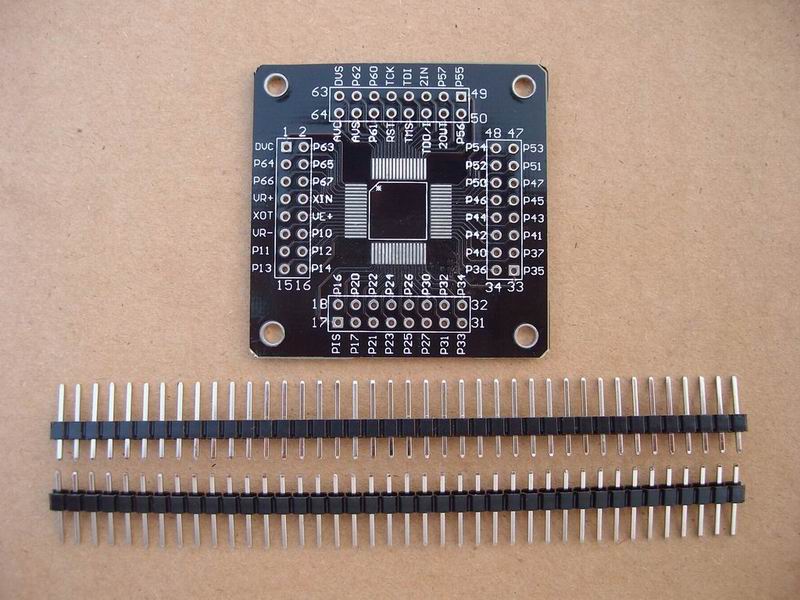 DVS P62 P60 TCK TDI 2IN P57 P55
63 49
64 50
AVC AVS P61 RST TMS TDO/I 2OUT P56
1 2 48 47
DVC P63 P54 P53
P64 P65 P52 P51
P66 P67 P50 P47
VR+ XIN P46 P45
XOT VE+ P44 P43
VR- P10 P42 P41
P11 P12 P40 P37
P13 P14 P36 P35
15 16 34 33
P16 P20 P22 P24 P26 P30 P32 P34
18 32
17 31
PIS P17 P21 P23 P25 P27 P31 P33